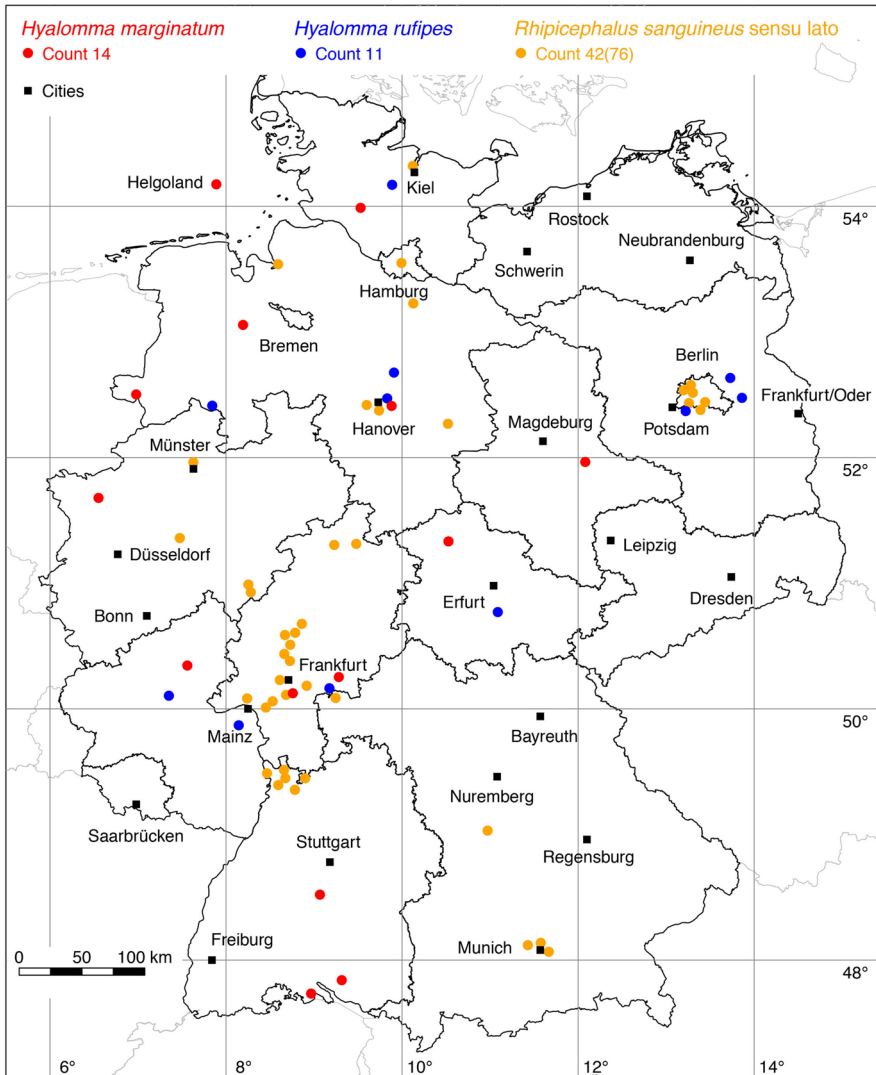 Hyalomma marginatum
Hyalomma rufipes
Rhipicephalus sanguineus sensu lato
Count 14
Count 11
Count 42(76)
Cities
Helgoland
Kiel
Rostock
54°
Neubrandenburg
Schwerin
Hamburg
Bremen
Berlin
Frankfurt/Oder
Hanover
Magdeburg
Potsdam
Münster
52°
Düsseldorf
Leipzig
Erfurt
Dresden
Bonn
Frankfurt
50°
Mainz
Bayreuth
Nuremberg
Saarbrücken
Stuttgart
Regensburg
Freiburg
Munich
0 50 100 km
48°
6° 8° 10° 12° 14°